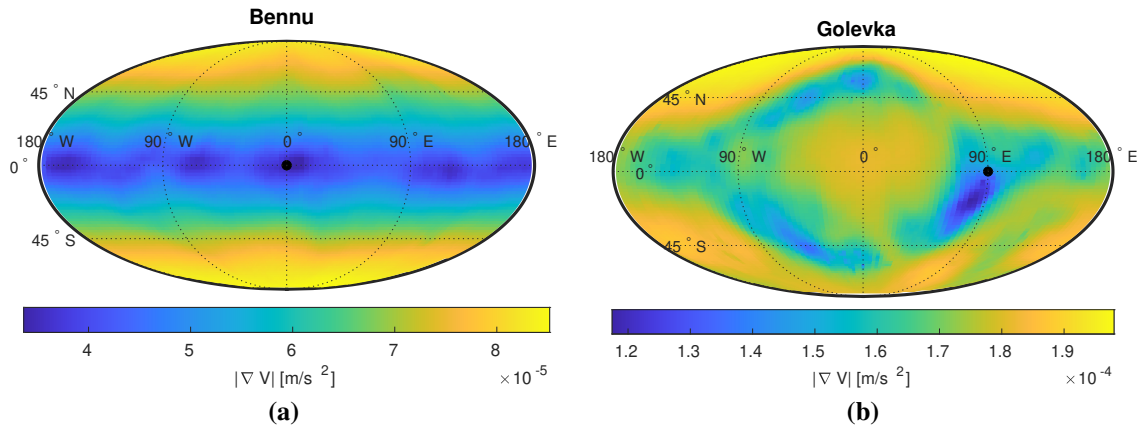 Bennu
45° N
180° W 90° W 0° 90° E 180° E
0°
45° S
4 5 6 7 8
|∇ V| [m/s ²] × 10⁻⁵
(a)
Golevka
45° N
180° W 90° W 0° 90° E 180° E
0°
45° S
1.2 1.3 1.4 1.5 1.6 1.7 1.8 1.9
|∇ V| [m/s ²] × 10⁻⁴
(b)